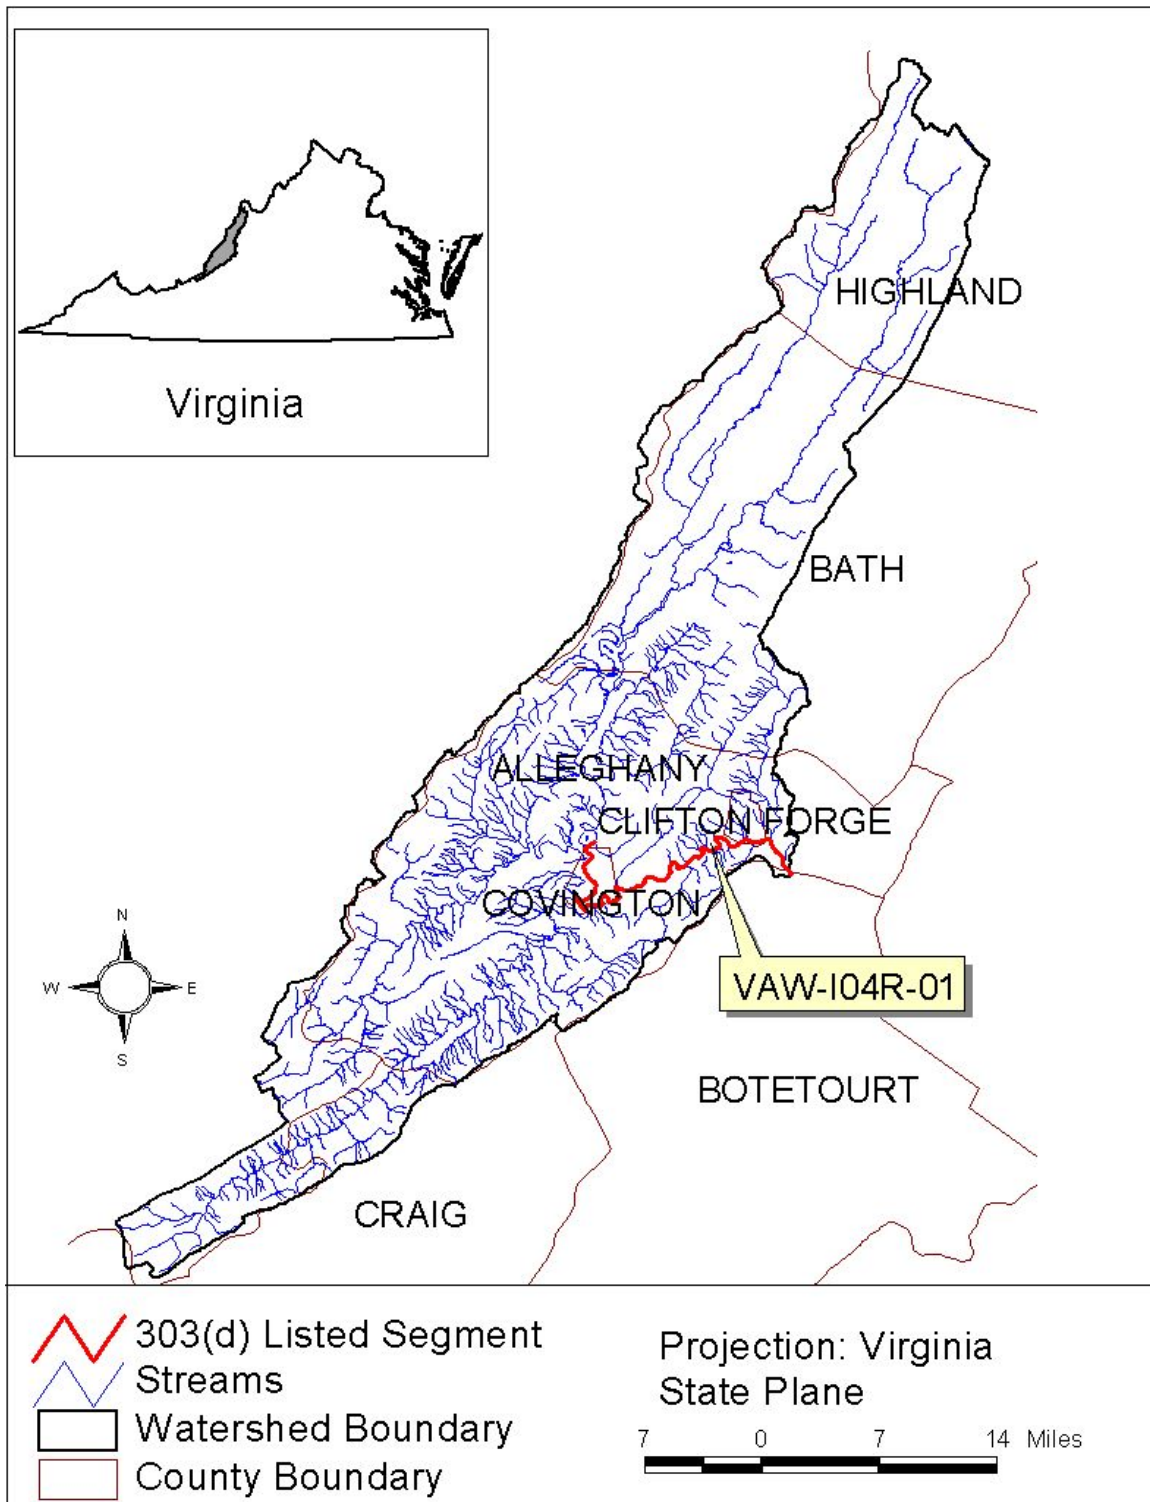 Virginia
HIGHLAND
BATH
ALLEGHANY
CLIFTON FORGE
COVINGTON
VAW-I04R-01
N
W E
S
BOTETOURT
CRAIG
303(d) Listed Segment
Streams
Watershed Boundary
County Boundary
Projection: Virginia
State Plane
7 0 7 14 Miles